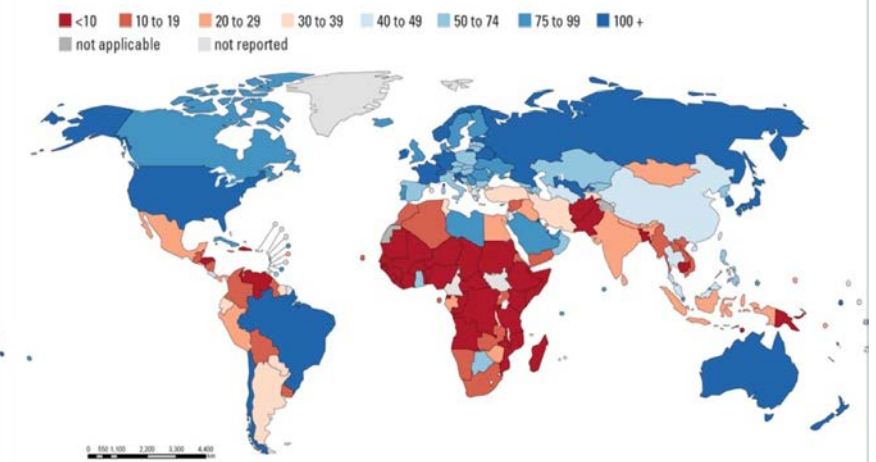 <10 10 to 19 20 to 29 30 to 39 40 to 49 50 to 74 75 to 99 100 +
not applicable not reported
0 550 1,100 2,200 3,300 4,400